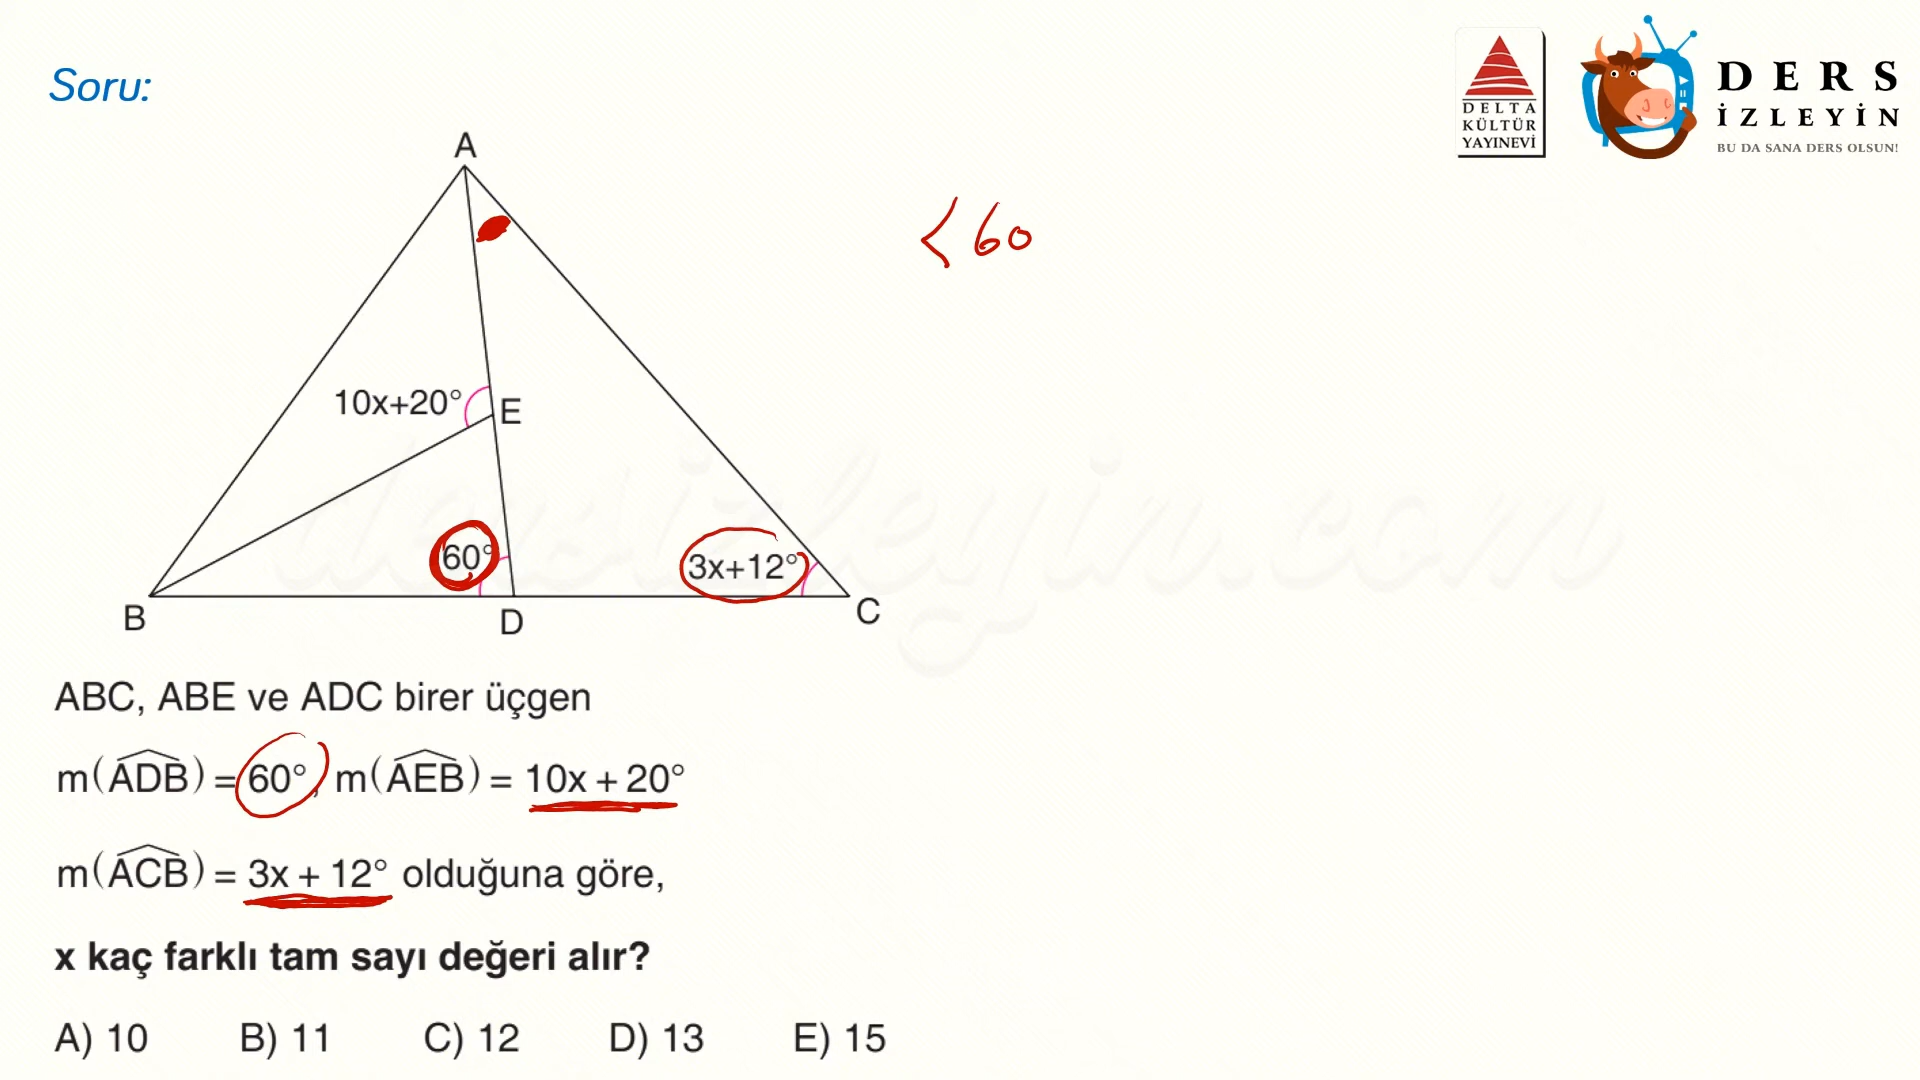 Soru:
DELTA
KÜLTÜR
YAYINEVİ
DERS
İZLEYİN
BU DA SANA DERS OLSUN!
A
< 60
10x+20°
E
60°
3x+12°
B
D
C
dersizleyin.com
ABC, ABE ve ADC birer üçgen
m(ADB) = 60°, m(AEB) = 10x + 20°
m(ACB) = 3x + 12° olduğuna göre,
x kaç farklı tam sayı değeri alır?
A) 10 B) 11 C) 12 D) 13 E) 15